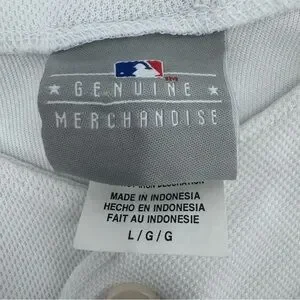 ★ GENUINE ★
MERCHANDISE
MADE IN INDONESIA
HECHO EN INDONESIA
FAIT AU INDONESIE
L/G/G